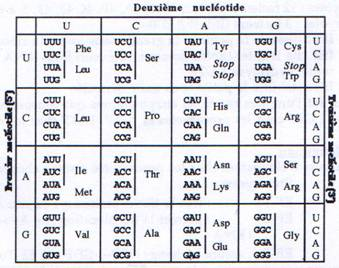 Deuxième nucléotide
U C A G
Premier nucléotide (5')
UUU Phe UCU Ser UAU Tyr UGU Cys U
UUC UCC UAC UGC C
U
UUA Leu UCA UAA Stop UGA Stop A
UUG UCG UAG Stop UGG Trp G
CUU Leu CCU Pro CAU His CGU Arg U
CUC CCC CAC CGC C
C
CUA CCA CAA Gln CGA A
CUG CCG CAG CGG G
AUU Ile ACU Thr AAU Asn AGU Ser U
AUC ACC AAC AGC C
A
AUA ACA AAA Lys AGA Arg A
AUG Met ACG AAG AGG G
GUU Val GCU Ala GAU Asp GGU Gly U
GUC GCC GAC GGC C
G
GUA GCA GAA Glu GGA A
GUG GCG GAG GGG G
Troisième nucléotide (3')